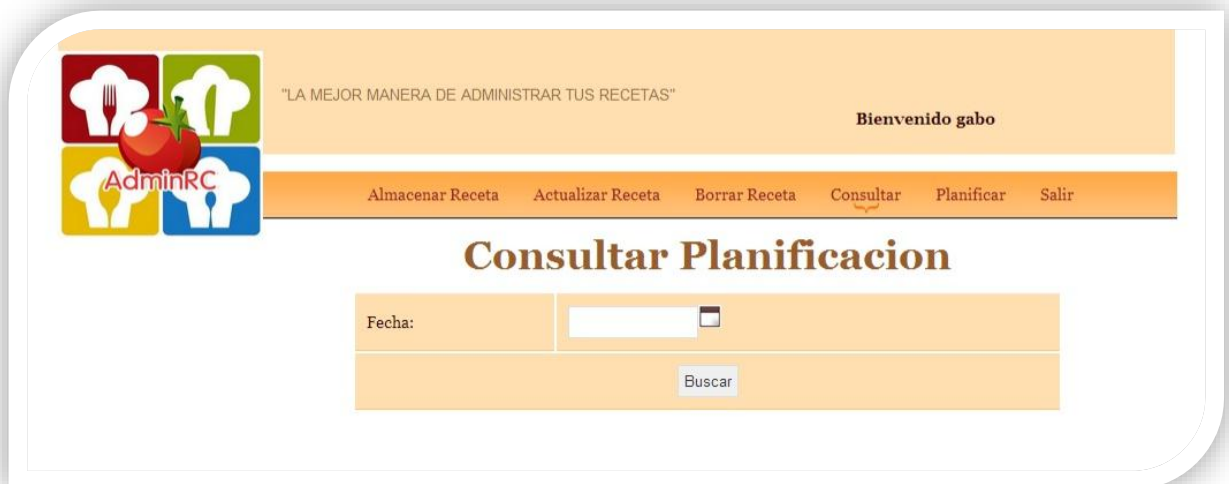 "LA MEJOR MANERA DE ADMINISTRAR TUS RECETAS"
Bienvenido gabo
AdminRC
Almacenar Receta Actualizar Receta Borrar Receta Consultar Planificar Salir
Consultar Planificacion
Fecha:
Buscar